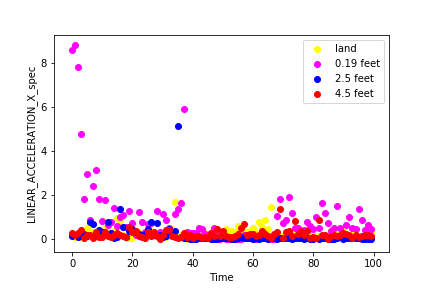 land
0.19 feet
2.5 feet
4.5 feet
LINEAR_ACCELERATION_X_spec
8
6
4
2
0
0 20 40 60 80 100
Time